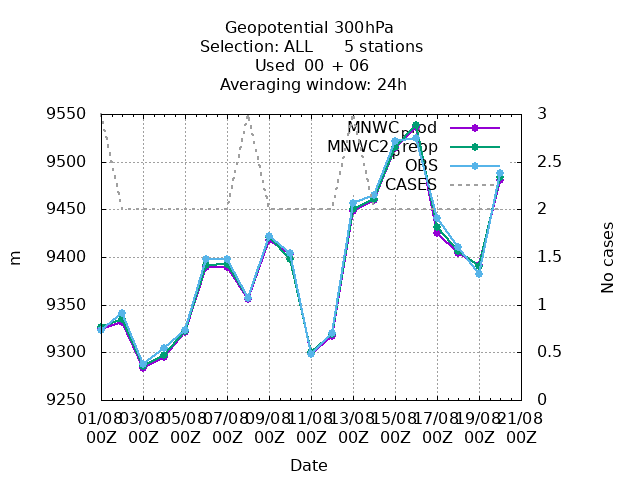 Geopotential 300hPa
Selection: ALL 5 stations
Used 00 + 06
Averaging window: 24h
9550
9500
9450
9400
9350
9300
9250
m
3
2.5
2
1.5
1
0.5
0
No cases
MNWC_prod
MNWC2_prepp
OBS
CASES
01/08 03/08 05/08 07/08 09/08 11/08 13/08 15/08 17/08 19/08 21/08
00Z 00Z 00Z 00Z 00Z 00Z 00Z 00Z 00Z 00Z 00Z
Date